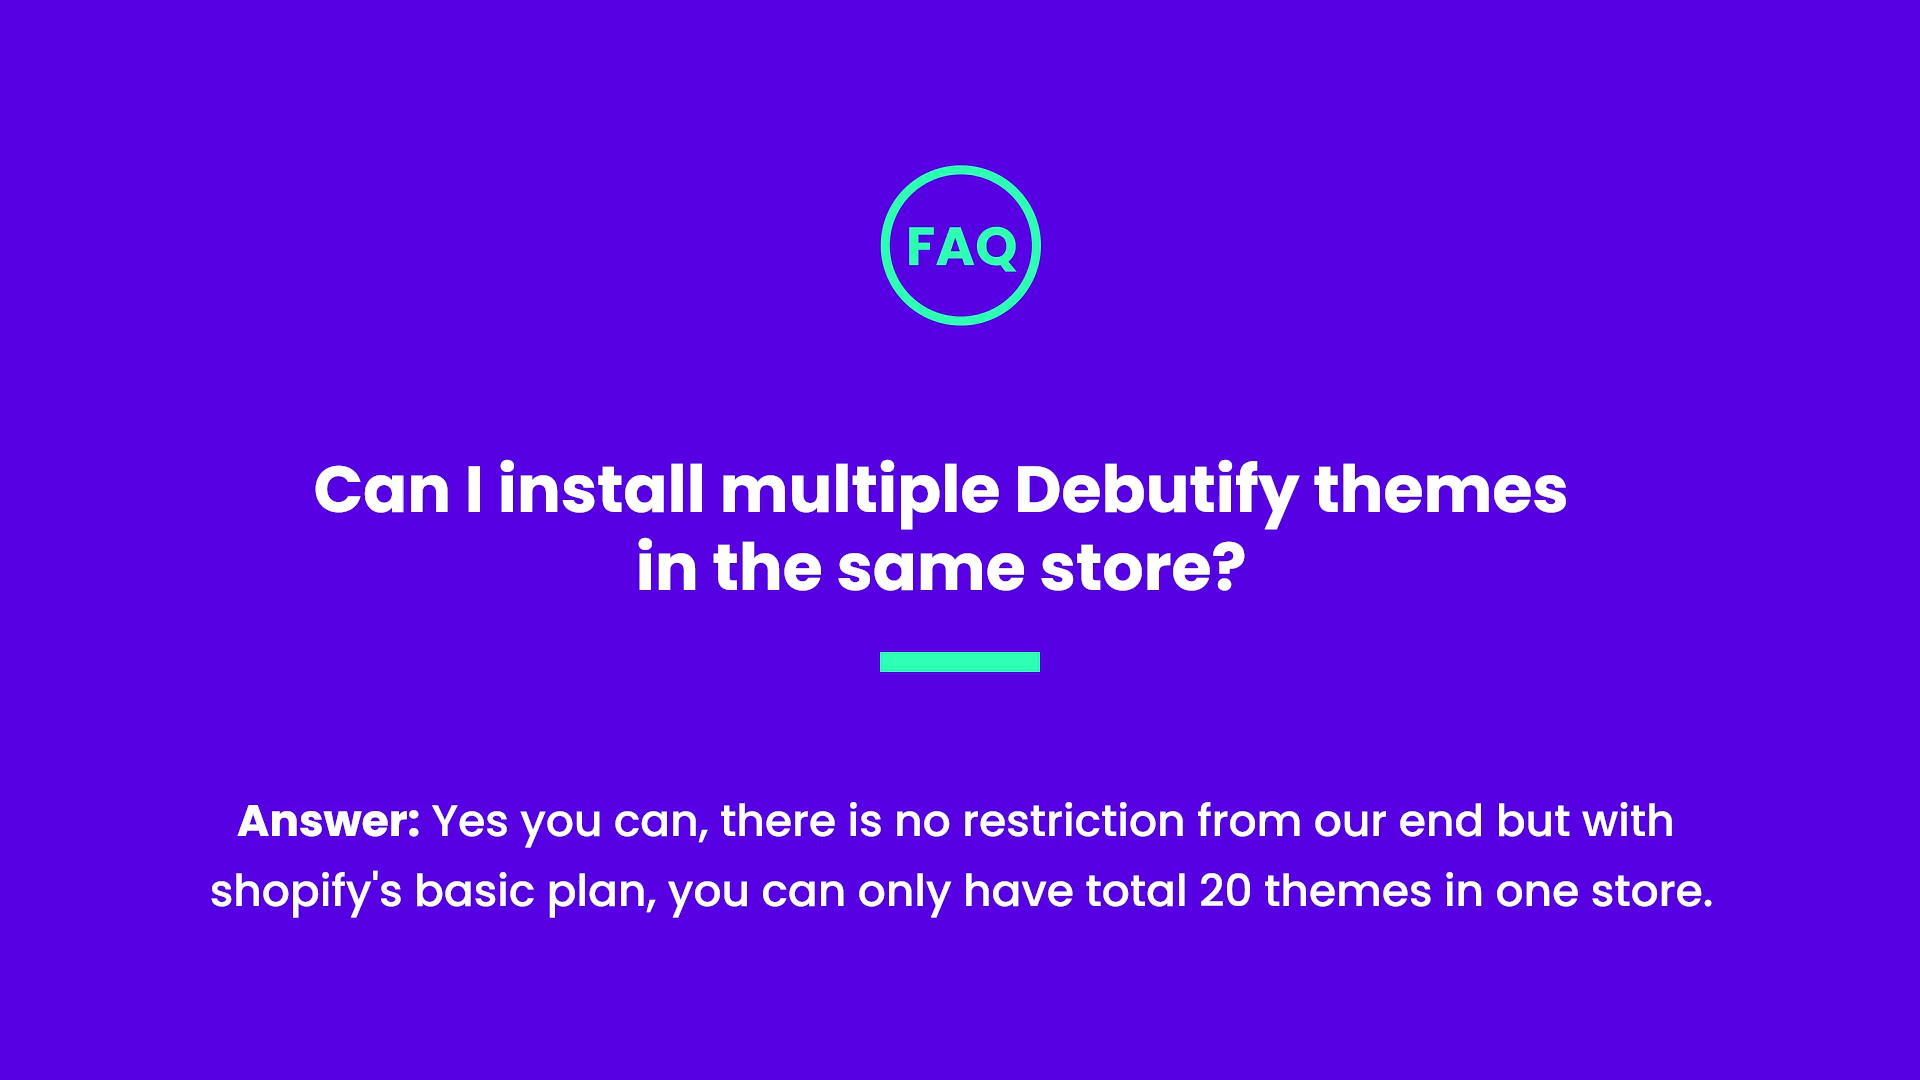 FAQ
Can I install multiple Debutify themes
in the same store?
Answer: Yes you can, there is no restriction from our end but with
shopify's basic plan, you can only have total 20 themes in one store.